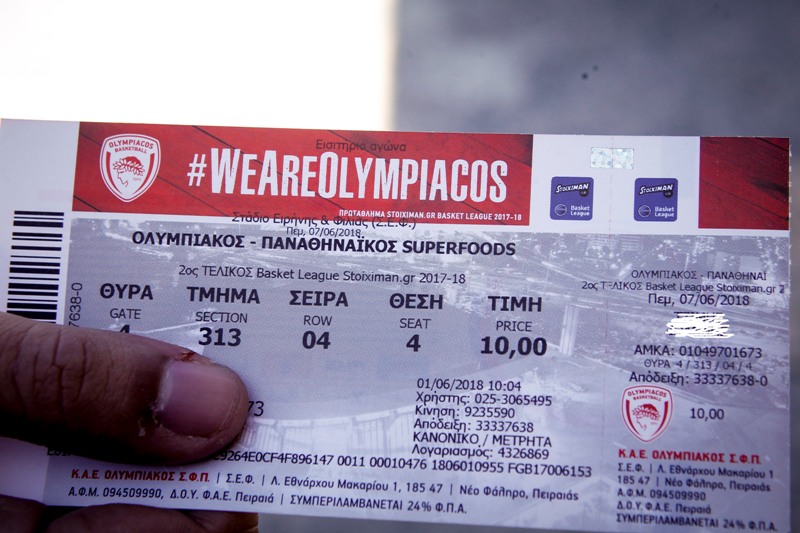 Εισιτήριο αγώνα
OLYMPIACOS
BASKETBALL
#WEAREOLYMPIACOS
ΠΡΩΤΑΘΛΗΜΑ STOIXIMAN.GR BASKET LEAGUE 2017-18
STOIXIMAN
Basket
League
STOIXIMAN
Basket
League
Στάδιο Ειρήνης & Φιλίας (Σ.Ε.Φ.)
Πεμ, 07/06/2018
ΟΛΥΜΠΙΑΚΟΣ - ΠΑΝΑΘΗΝΑΪΚΟΣ SUPERFOODS
2ος ΤΕΛΙΚΟΣ Basket League Stoiximan.gr 2017-18
ΘΥΡΑ ΤΜΗΜΑ ΣΕΙΡΑ ΘΕΣΗ ΤΙΜΗ
GATE SECTION ROW SEAT PRICE
4 313 04 4 10,00
7638-0
01/06/2018 10:04
Χρήστης: 025-3065495
Κίνηση: 9235590
Απόδειξη: 33337638
ΚΑΝΟΝΙΚΟ / ΜΕΤΡΗΤΑ
Λογαριασμός: 4326869
73
9264E0CF4F896147 0011 00010476 1806010955 FGB17006153
Κ.Α.Ε. ΟΛΥΜΠΙΑΚΟΣ Σ.Φ.Π. | Σ.Ε.Φ. | Λ. Εθνάρχου Μακαρίου 1, 185 47 | Νέο Φάληρο, Πειραιάς
Α.Φ.Μ. 094509990, Δ.Ο.Υ. Φ.Α.Ε. Πειραιά | ΣΥΜΠΕΡΙΛΑΜΒΑΝΕΤΑΙ 24% Φ.Π.Α.
ΟΛΥΜΠΙΑΚΟΣ - ΠΑΝΑΘΗΝΑΪ
2ος ΤΕΛΙΚΟΣ Basket League Stoiximan.gr 2
Πεμ, 07/06/2018
ΑΜΚΑ: 01049701673
ΘΥΡΑ 4 / 313 / 04 / 4
Απόδειξη: 33337638-0
OLYMPIACOS
BASKETBALL
10,00
Κ.Α.Ε. ΟΛΥΜΠΙΑΚΟΣ Σ.Φ.Π.
Σ.Ε.Φ. | Λ. Εθνάρχου Μακαρίου 1
185 47 | Νέο Φάληρο, Πειραιάς
Α.Φ.Μ. 094509990
Δ.Ο.Υ. Φ.Α.Ε. Πειραιά
ΣΥΜΠΕΡΙΛΑΜΒΑΝΕΤΑΙ 24% Φ.Π.Α.